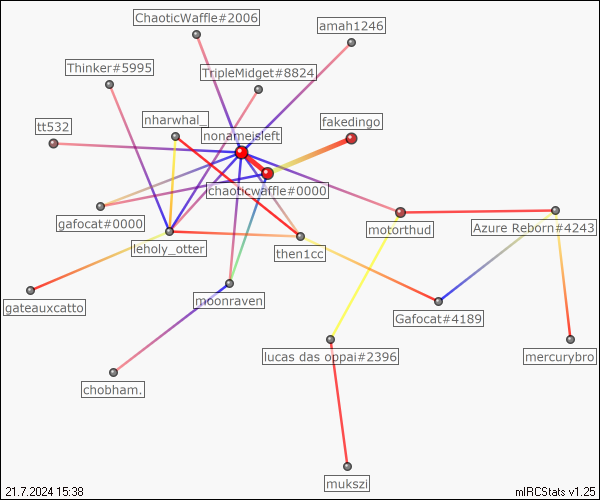 ChaoticWaffle#2006
amah1246
Thinker#5995
TripleMidget#8824
nharwhal_
fakedingo
tt532
nonameisleft
chaoticwaffle#0000
gafocat#0000
motorthud
Azure Reborn#4243
leholy_otter
then1cc
moonraven
gateauxcatto
Gafocat#4189
lucas das oppai#2396
mercurybro
chobham.
mukszi
21.7.2024 15:38
mIRCStats v1.25